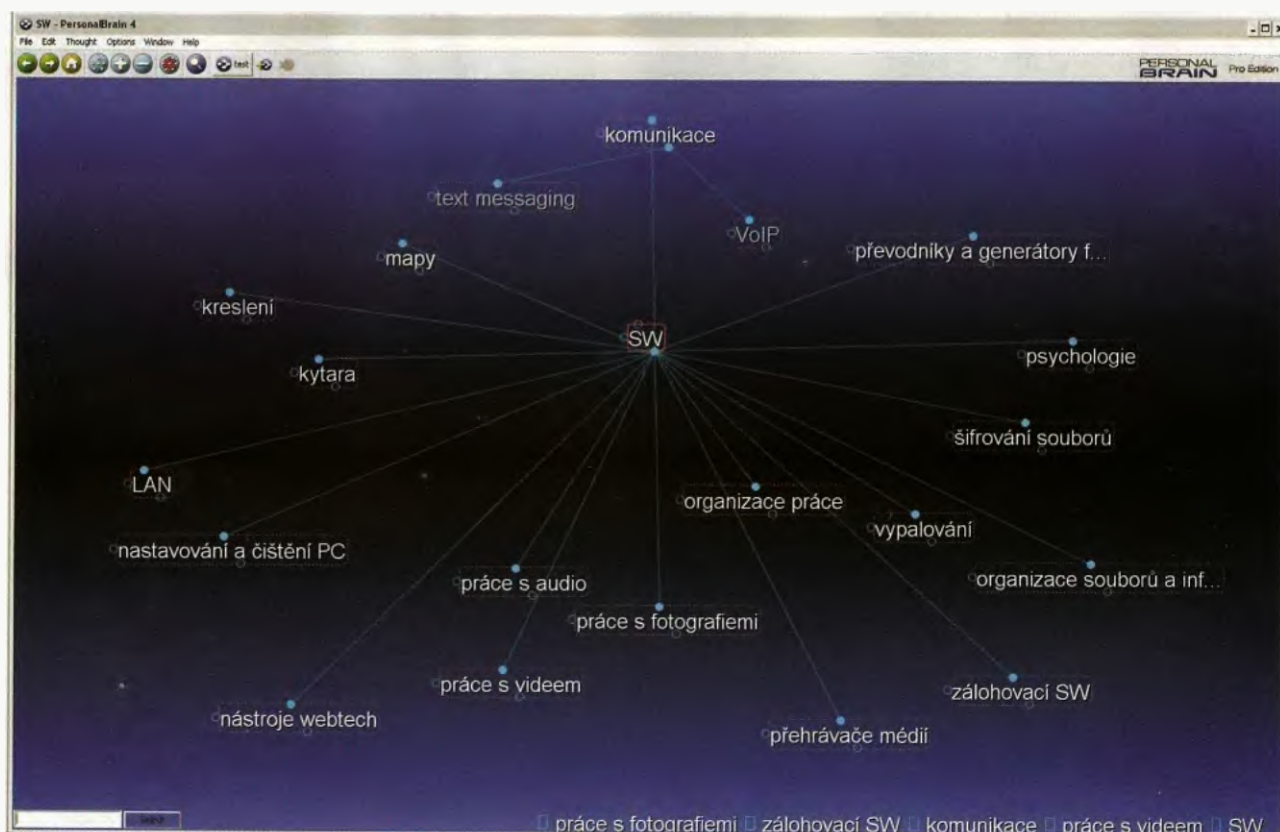 SW - PersonalBrain 4
File Edit Thought Options Window Help
test
PERSONAL BRAIN Pro Edition
komunikace
text messaging
VoIP
převodníky a generátory f...
mapy
kreslení
SW
psychologie
kytara
šifrování souborů
LAN
organizace práce
vypalování
nastavování a čištění PC
organizace souborů a inf...
práce s audio
práce s fotografiemi
práce s videem
zálohovací SW
nástroje webtech
přehrávače médií
Search
práce s fotografiemi zálohovací SW komunikace práce s videem SW